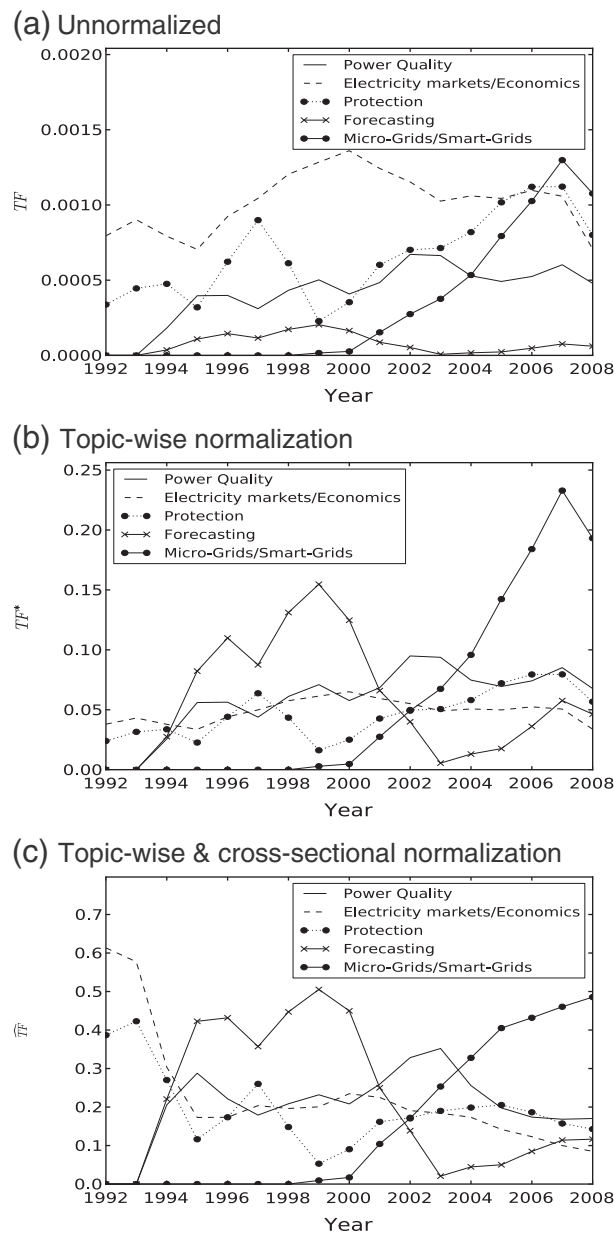 (a) Unnormalized
0.0020
0.0015
0.0010
0.0005
0.0000
TF
Power Quality
Electricity markets/Economics
Protection
Forecasting
Micro-Grids/Smart-Grids
1992 1994 1996 1998 2000 2002 2004 2006 2008
Year
(b) Topic-wise normalization
0.25
0.20
0.15
0.10
0.05
0.00
TF*
Power Quality
Electricity markets/Economics
Protection
Forecasting
Micro-Grids/Smart-Grids
1992 1994 1996 1998 2000 2002 2004 2006 2008
Year
(c) Topic-wise & cross-sectional normalization
0.7
0.6
0.5
0.4
0.3
0.2
0.1
0.0
T̂F̂
Power Quality
Electricity markets/Economics
Protection
Forecasting
Micro-Grids/Smart-Grids
1992 1994 1996 1998 2000 2002 2004 2006 2008
Year